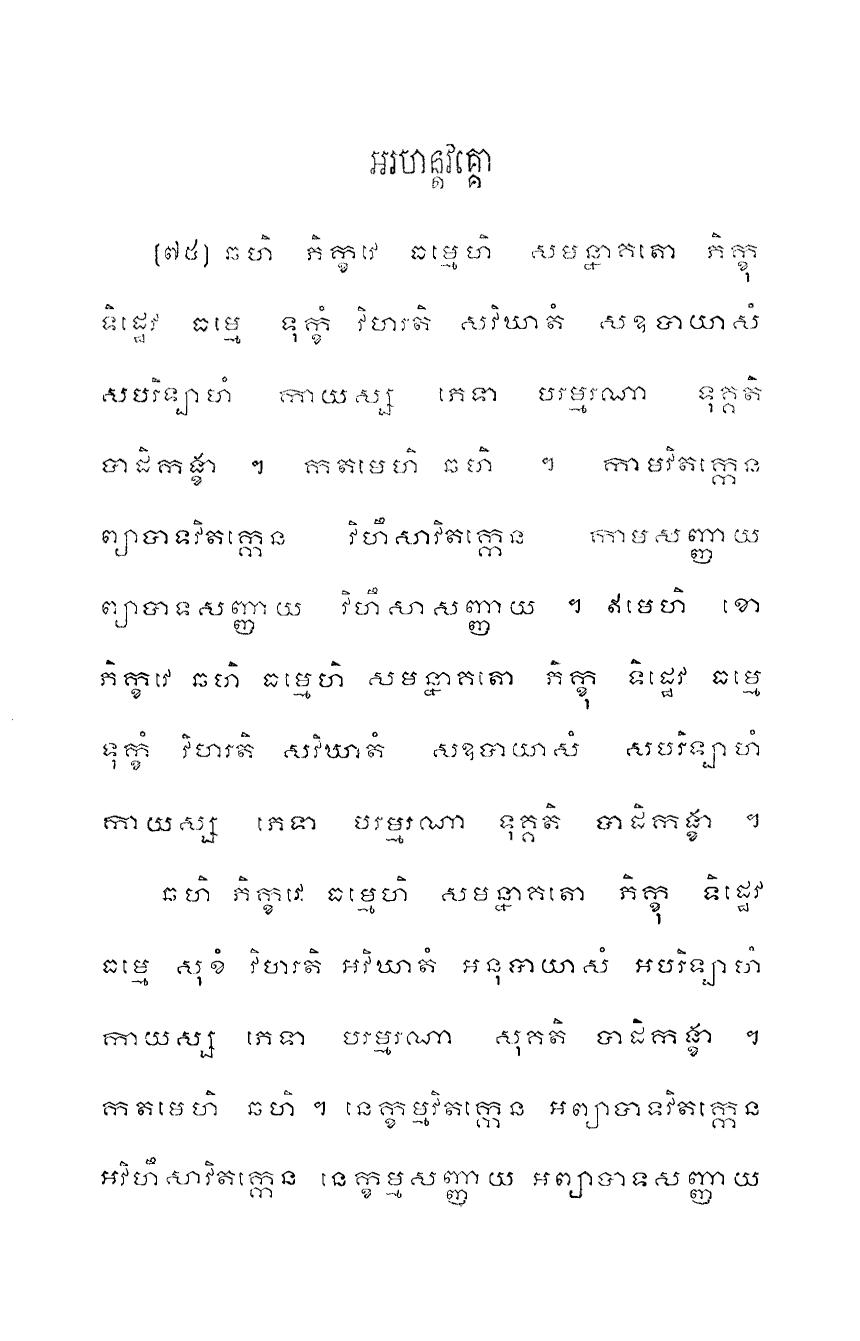 អរហន្តវគ្គោ
[៧៥] ឆហិ ភិក្ខវេ ធម្មេហិ សមន្នាគតោ ភិក្ខុ
ទិដ្ឋេវ ធម្មេ ទុក្ខំ វិហរតិ សវិឃាតំ សឧបាយាសំ
សបរិឡាហំ កាយស្ស ភេទា បរម្មរណា ទុគ្គតិ
បាដិកង្ខា ។ កតមេហិ ឆហិ ។ កាមវិតក្កេន
ព្យាបាទវិតក្កេន វិហឹសាវិតក្កេន កាមសញ្ញាយ
ព្យាបាទសញ្ញាយ វិហឹសាសញ្ញាយ ។ ឥមេហិ ខោ
ភិក្ខវេ ឆហិ ធម្មេហិ សមន្នាគតោ ភិក្ខុ ទិដ្ឋេវ ធម្មេ
ទុក្ខំ វិហរតិ សវិឃាតំ សឧបាយាសំ សបរិឡាហំ
កាយស្ស ភេទា បរម្មរណា ទុគ្គតិ បាដិកង្ខា ។
ឆហិ ភិក្ខវេ ធម្មេហិ សមន្នាគតោ ភិក្ខុ ទិដ្ឋេវ
ធម្មេ សុខំ វិហរតិ អវិឃាតំ អនុបាយាសំ អបរិឡាហំ
កាយស្ស ភេទា បរម្មរណា សុគតិ បាដិកង្ខា ។
កតមេហិ ឆហិ ។ នេក្ខម្មវិតក្កេន អព្យាបាទវិតក្កេន
អវិហឹសាវិតក្កេន នេក្ខម្មសញ្ញាយ អព្យាបាទសញ្ញាយ